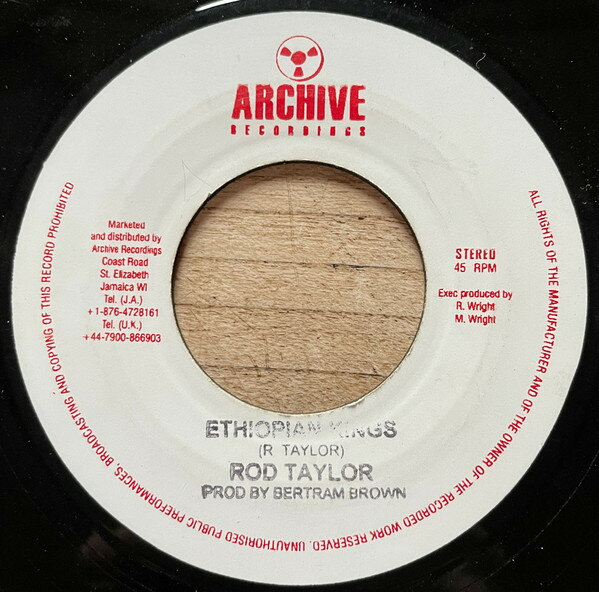 ARCHIVE
RECORDINGS
Marketed
and distributed by
Archive Recordings
Coast Road
St. Elizabeth
Jamaica WI
Tel. (J.A.)
+1-876-4728161
Tel. (U.K.)
+44-7900-866903
STEREO
45 RPM
Exec produced by
R. Wright
M. Wright
ETHIOPIAN KINGS
(R TAYLOR)
ROD TAYLOR
PROD BY BERTRAM BROWN
ALL RIGHTS OF THE MANUFACTURER AND OF THE OWNER OF THE RECORDED WORK RESERVED. UNAUTHORISED PUBLIC PREFORMANCES, BROADCASTING AND COPYING OF THIS RECORD PROHIBITED